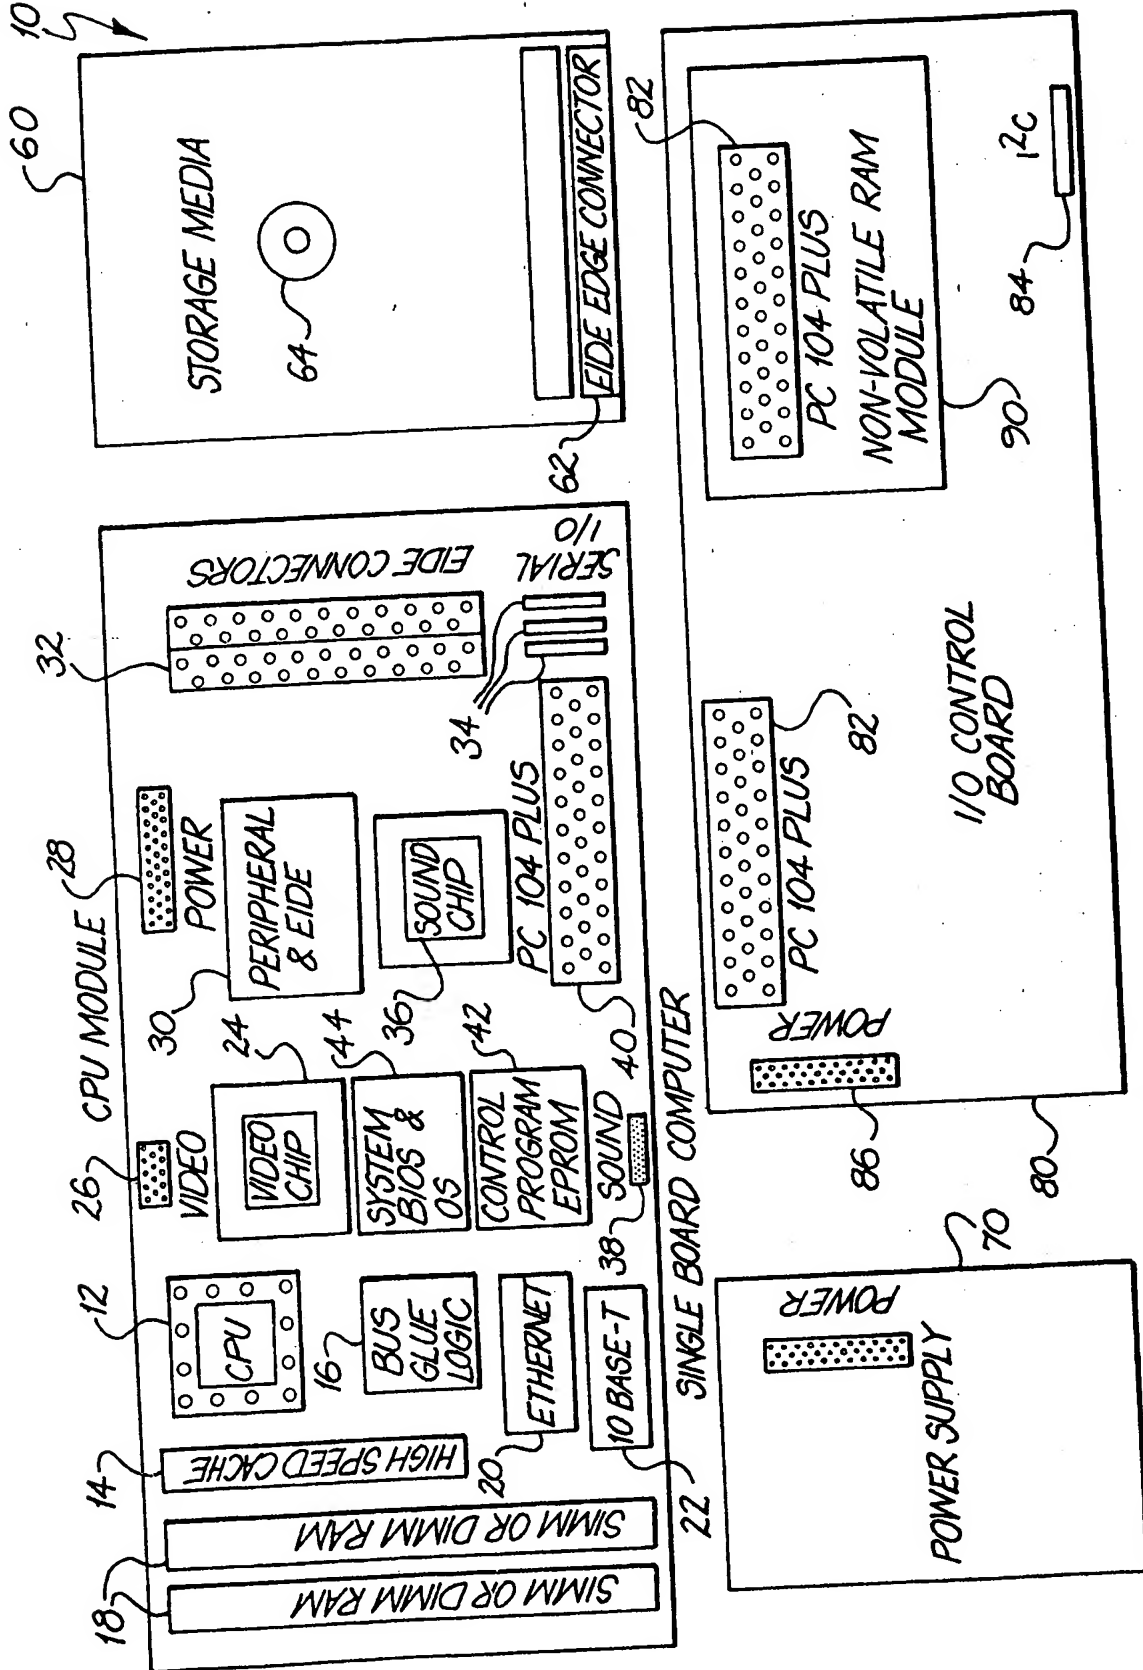 10
60
STORAGE MEDIA
64
EIDE EDGE CONNECTOR
62
CPU MODULE
28
POWER
26
VIDEO
12
CPU
14
HIGH SPEED CACHE
18
SIMM OR DIMM RAM
SIMM OR DIMM RAM
16
BUS
GLUE
LOGIC
20
ETHERNET
10 BASE-T
22
24
VIDEO
CHIP
44
SYSTEM
BIOS &
OS
42
CONTROL
PROGRAM
EPROM
SOUND
38
30
PERIPHERAL
& EIDE
36
SOUND
CHIP
PC 104 PLUS
40
32
EIDE CONNECTORS
34
SERIAL
I/O
SINGLE BOARD COMPUTER
70
POWER
POWER SUPPLY
80
86
POWER
82
PC 104 PLUS
I/O CONTROL
BOARD
82
PC 104 PLUS
NON-VOLATILE RAM
MODULE
90
84
I2C